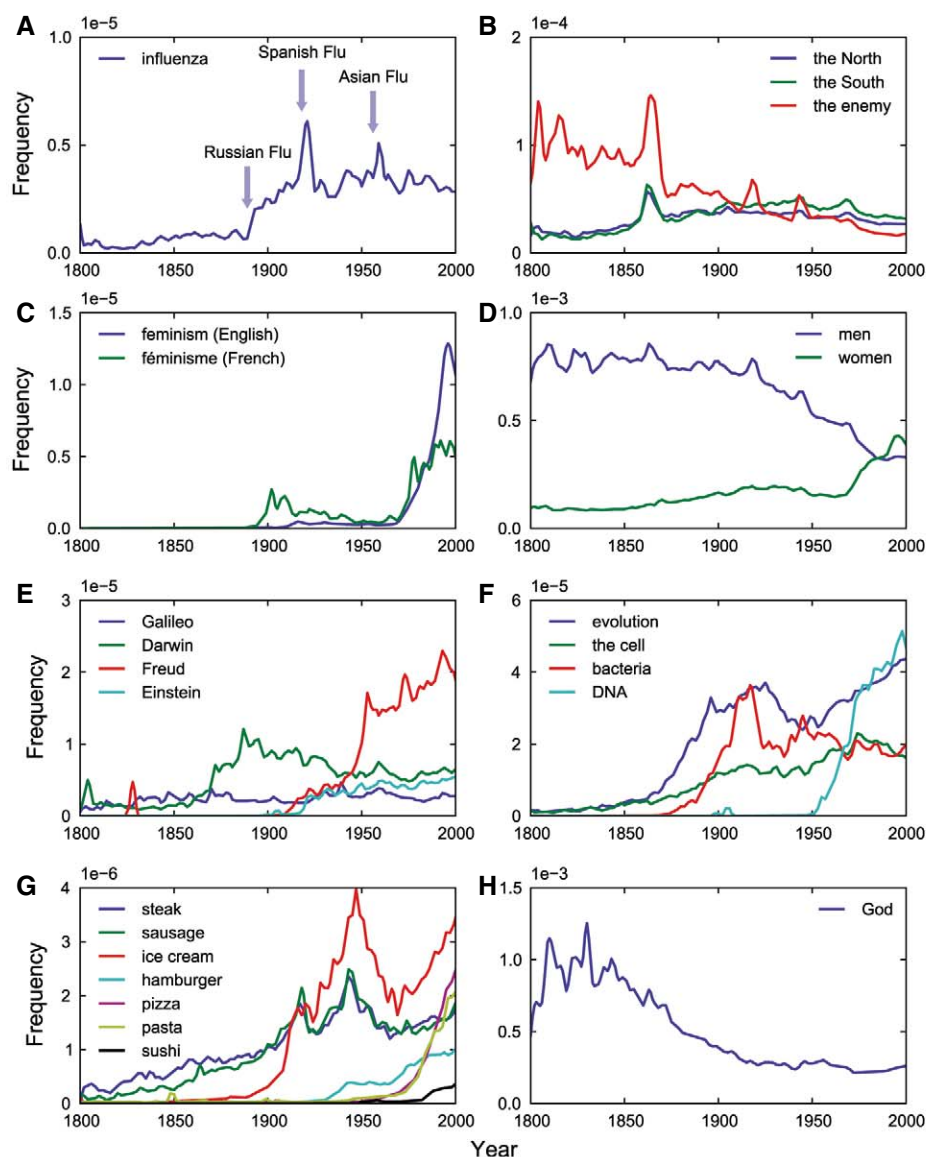 A
1e−5
1.0
0.5
0.0
Frequency
influenza
Russian Flu
Spanish Flu
Asian Flu
1800 1850 1900 1950 2000
B
2e−4
1e−4
0
the North
the South
the enemy
1800 1850 1900 1950 2000
C
1e−5
1.5
1.0
0.5
0.0
Frequency
feminism (English)
féminisme (French)
1800 1850 1900 1950 2000
D
1e−3
1.0
0.5
0.0
men
women
1800 1850 1900 1950 2000
E
1e−5
3
2
1
0
Frequency
Galileo
Darwin
Freud
Einstein
1800 1850 1900 1950 2000
F
6e−5
4
2
0
evolution
the cell
bacteria
DNA
1800 1850 1900 1950 2000
G
1e−6
4
3
2
1
0
Frequency
steak
sausage
ice cream
hamburger
pizza
pasta
sushi
1800 1850 1900 1950 2000
H
1e−3
1.5
1.0
0.5
0.0
God
1800 1850 1900 1950 2000
Year